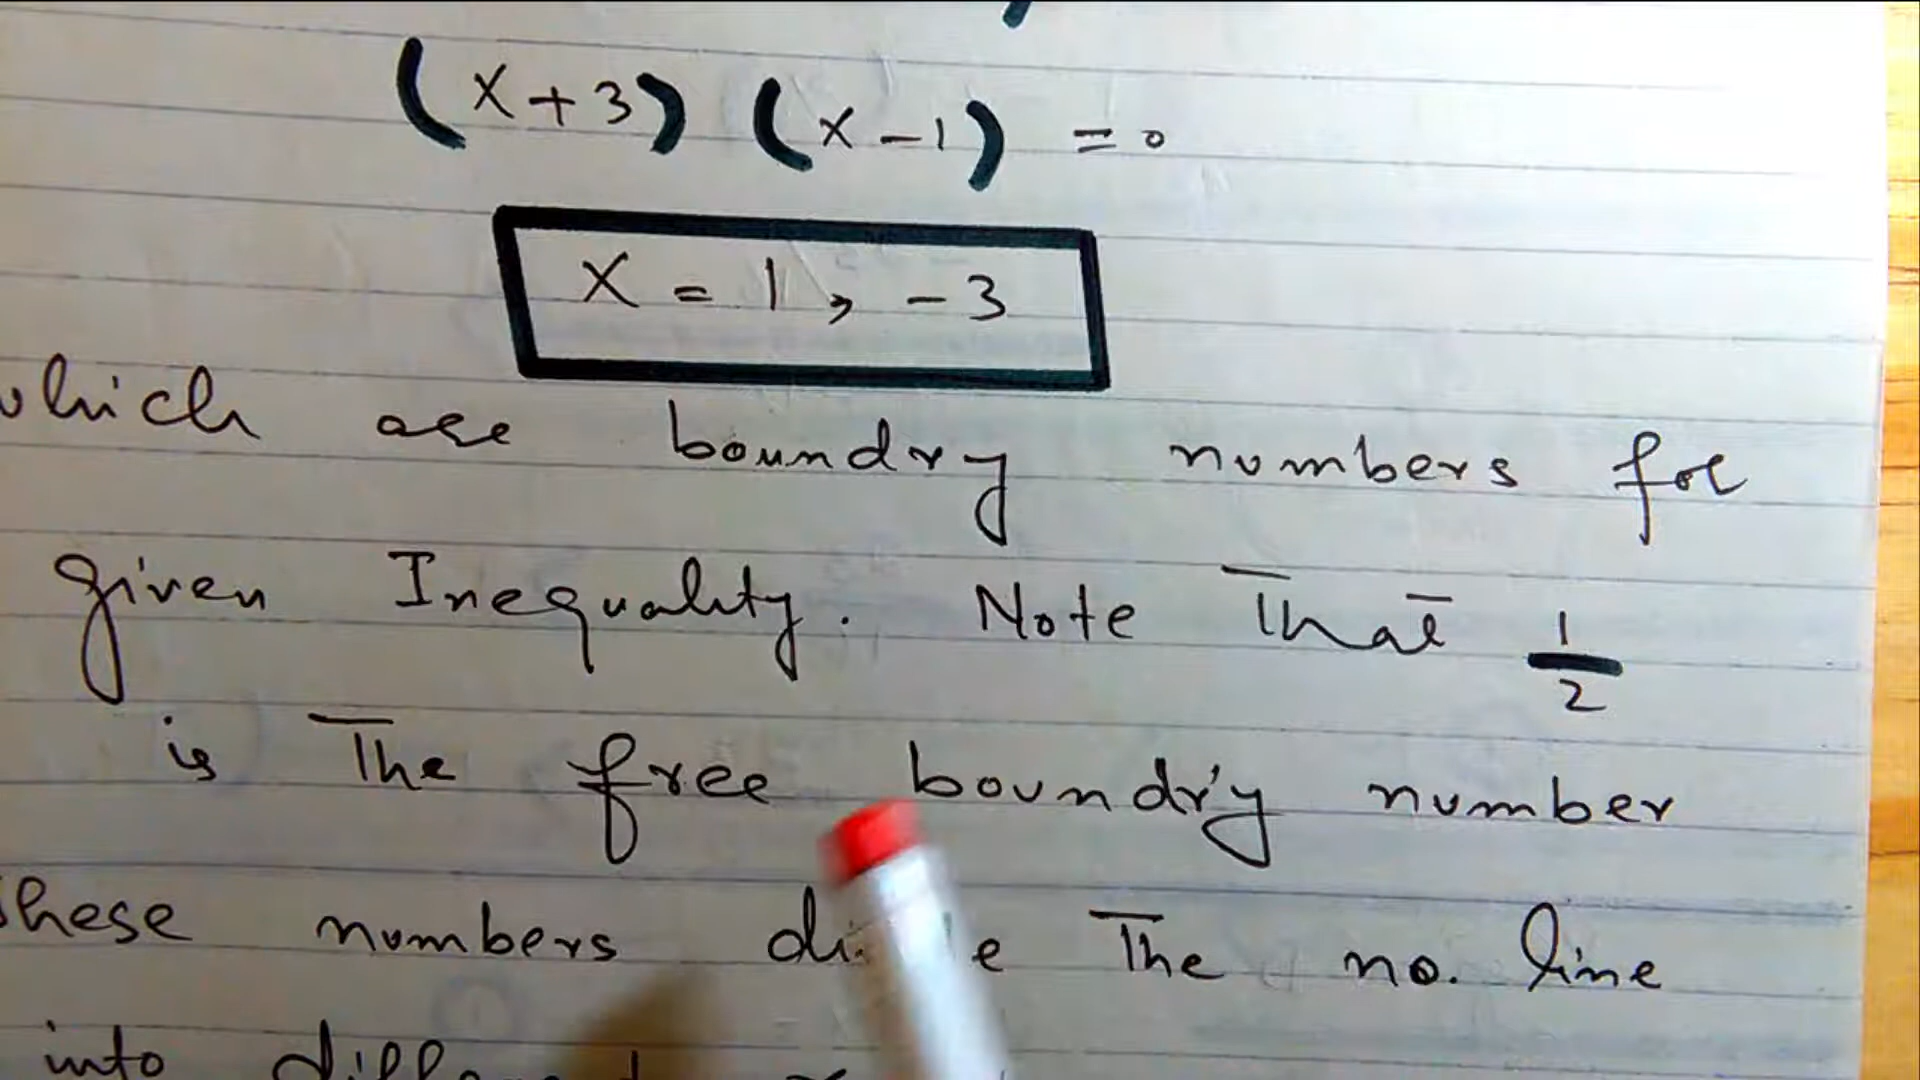 (x+3) (x-1) = 0
x = 1, -3
which are boundry numbers for
given Inequality. Note That 1/2
is The free boundry number
These numbers The no. line
into